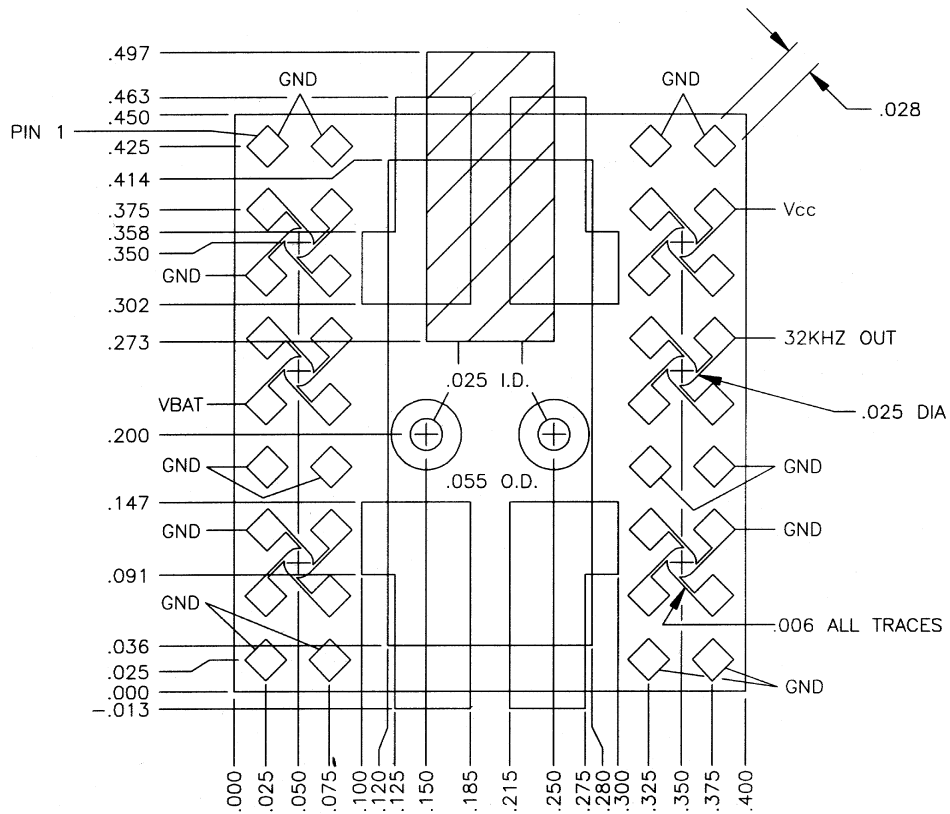 .497
GND
GND
.463
.450
.028
PIN 1
.425
.414
.375
Vcc
.358
.350
GND
.302
.273
32KHZ OUT
.025 I.D.
VBAT
.025 DIA
.200
GND
.055 O.D.
GND
.147
GND
GND
.091
GND
.006 ALL TRACES
.036
.025
.000
-.013
GND
.000
.025
.050
.075
.100
.120
.125
.150
.185
.215
.250
.275
.280
.300
.325
.350
.375
.400